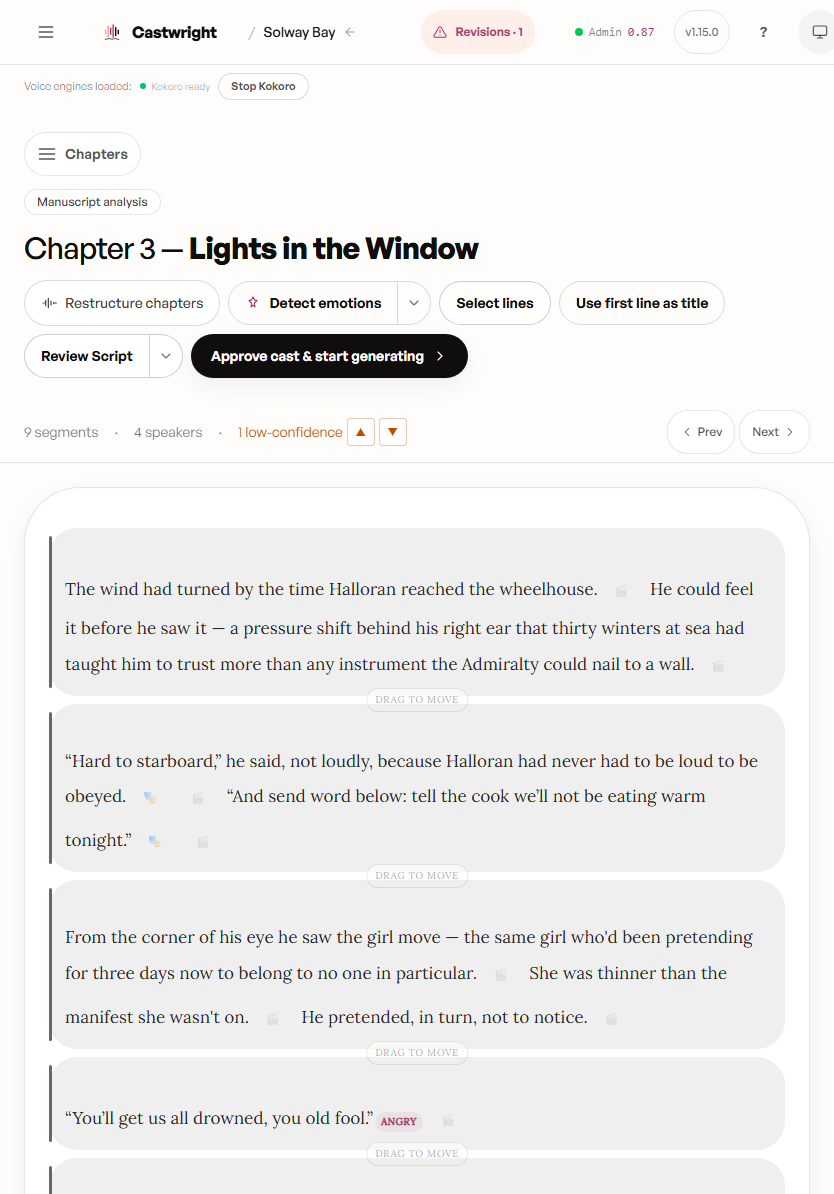 Castwright / Solway Bay ← Revisions · 1 Admin 0.87 v1.15.0 ?
Voice engines loaded: Kokoro ready Stop Kokoro
Chapters
Manuscript analysis
Chapter 3 — Lights in the Window
Restructure chapters Detect emotions Select lines Use first line as title
Review Script Approve cast & start generating
9 segments · 4 speakers · 1 low-confidence ▲ ▼ Prev Next
The wind had turned by the time Halloran reached the wheelhouse. He could feel
it before he saw it — a pressure shift behind his right ear that thirty winters at sea had
taught him to trust more than any instrument the Admiralty could nail to a wall.
DRAG TO MOVE
“Hard to starboard,” he said, not loudly, because Halloran had never had to be loud to be
obeyed. “And send word below: tell the cook we’ll not be eating warm
tonight.”
DRAG TO MOVE
From the corner of his eye he saw the girl move — the same girl who'd been pretending
for three days now to belong to no one in particular. She was thinner than the
manifest she wasn't on. He pretended, in turn, not to notice.
DRAG TO MOVE
“You’ll get us all drowned, you old fool.” ANGRY
DRAG TO MOVE